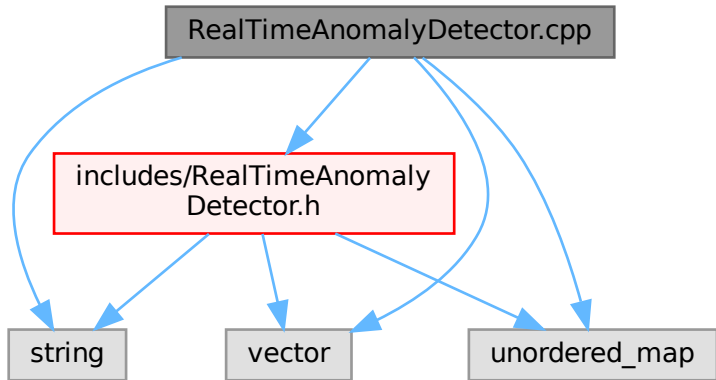 RealTimeAnomalyDetector.cpp
includes/RealTimeAnomaly
Detector.h
string
vector
unordered_map